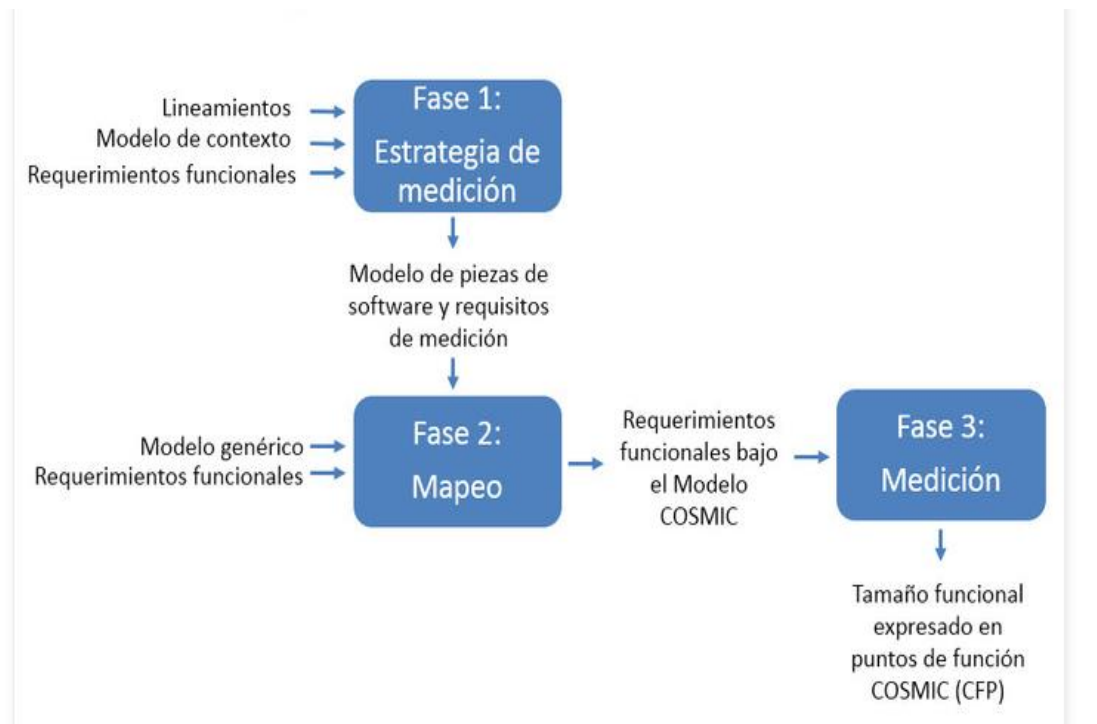 Fase 1:
Estrategia de
medición
Lineamientos
Modelo de contexto
Requerimientos funcionales
Modelo de piezas de
software y requisitos
de medición
Fase 2:
Mapeo
Modelo genérico
Requerimientos funcionales
Requerimientos
funcionales bajo
el Modelo
COSMIC
Fase 3:
Medición
Tamaño funcional
expresado en
puntos de función
COSMIC (CFP)